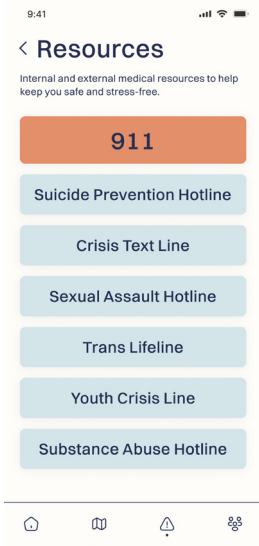 9:41
Resources
Internal and external medical resources to help
keep you safe and stress-free.
911
Suicide Prevention Hotline
Crisis Text Line
Sexual Assault Hotline
Trans Lifeline
Youth Crisis Line
Substance Abuse Hotline